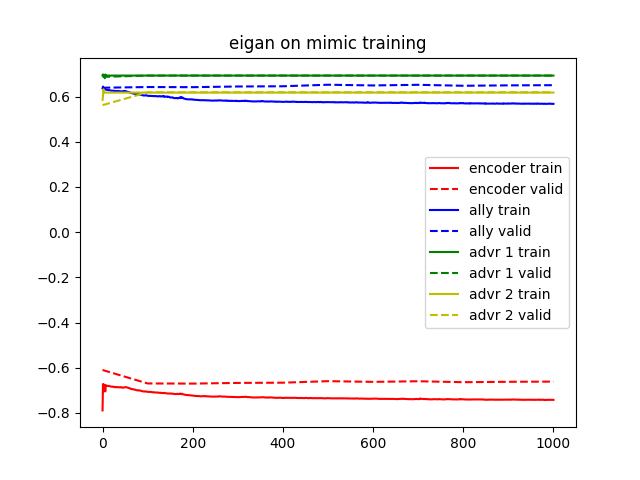 eigan on mimic training
0.6
0.4
0.2
0.0
−0.2
−0.4
−0.6
−0.8
encoder train
encoder valid
ally train
ally valid
advr 1 train
advr 1 valid
advr 2 train
advr 2 valid
0 200 400 600 800 1000